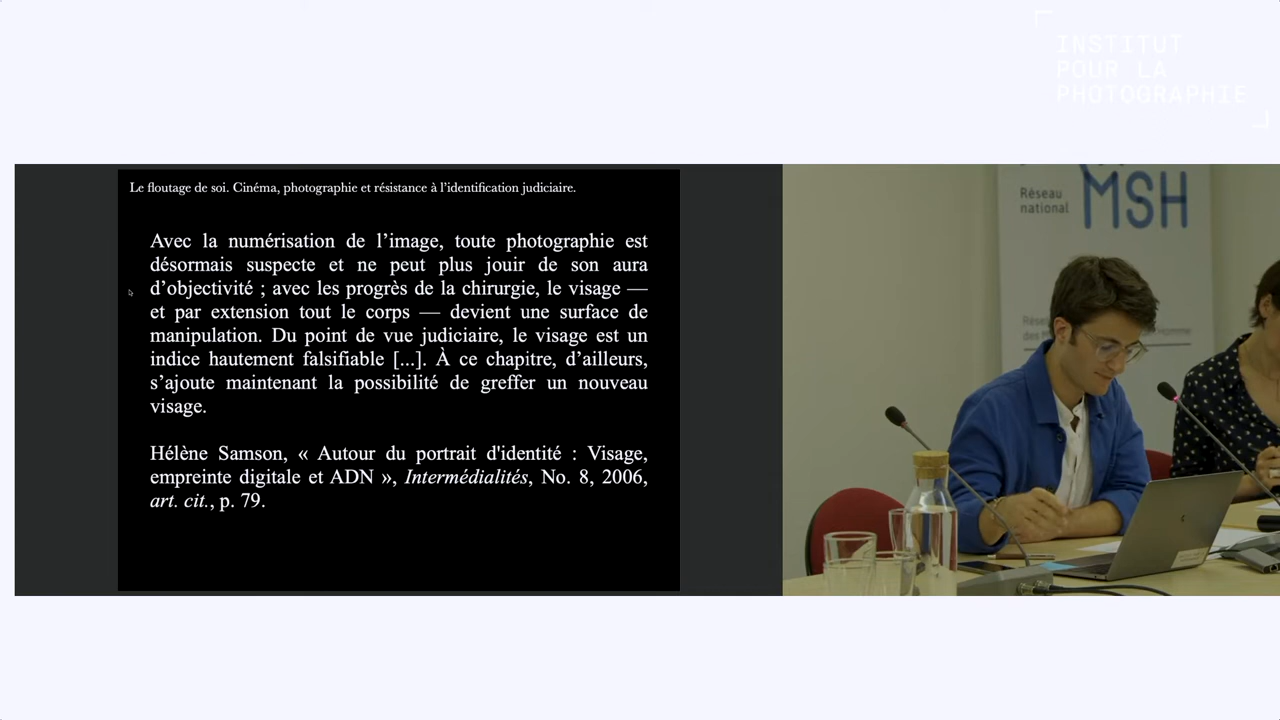 INSTITUT
POUR LA
PHOTOGRAPHIE
Le floutage de soi. Cinéma, photographie et résistance à l'identification judiciaire.
Avec la numérisation de l'image, toute photographie est
désormais suspecte et ne peut plus jouir de son aura
d'objectivité ; avec les progrès de la chirurgie, le visage —
et par extension tout le corps — devient une surface de
manipulation. Du point de vue judiciaire, le visage est un
indice hautement falsifiable [...]. À ce chapitre, d'ailleurs,
s'ajoute maintenant la possibilité de greffer un nouveau
visage.
Hélène Samson, « Autour du portrait d'identité : Visage,
empreinte digitale et ADN », Intermédialités, No. 8, 2006,
art. cit., p. 79.
Réseau
national
MSH